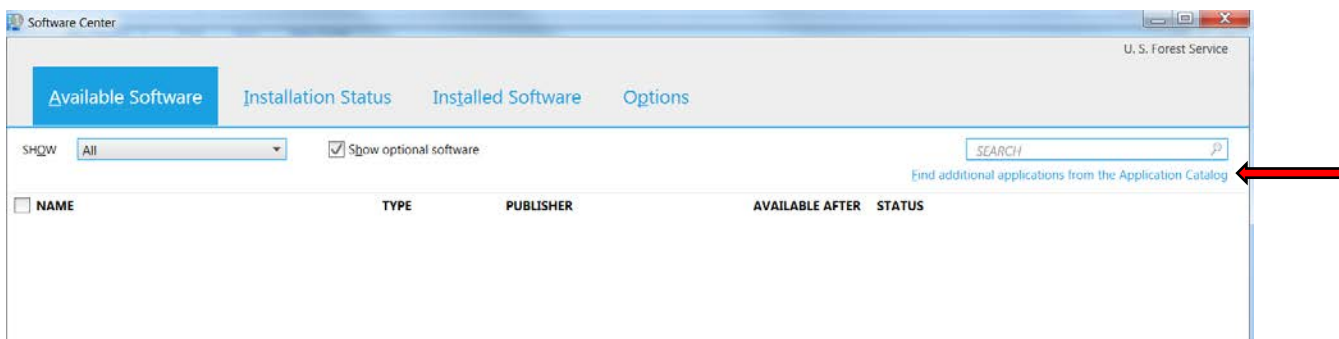 Software Center
U. S. Forest Service
Available Software Installation Status Installed Software Options
SHOW All Show optional software SEARCH
Find additional applications from the Application Catalog
NAME TYPE PUBLISHER AVAILABLE AFTER STATUS